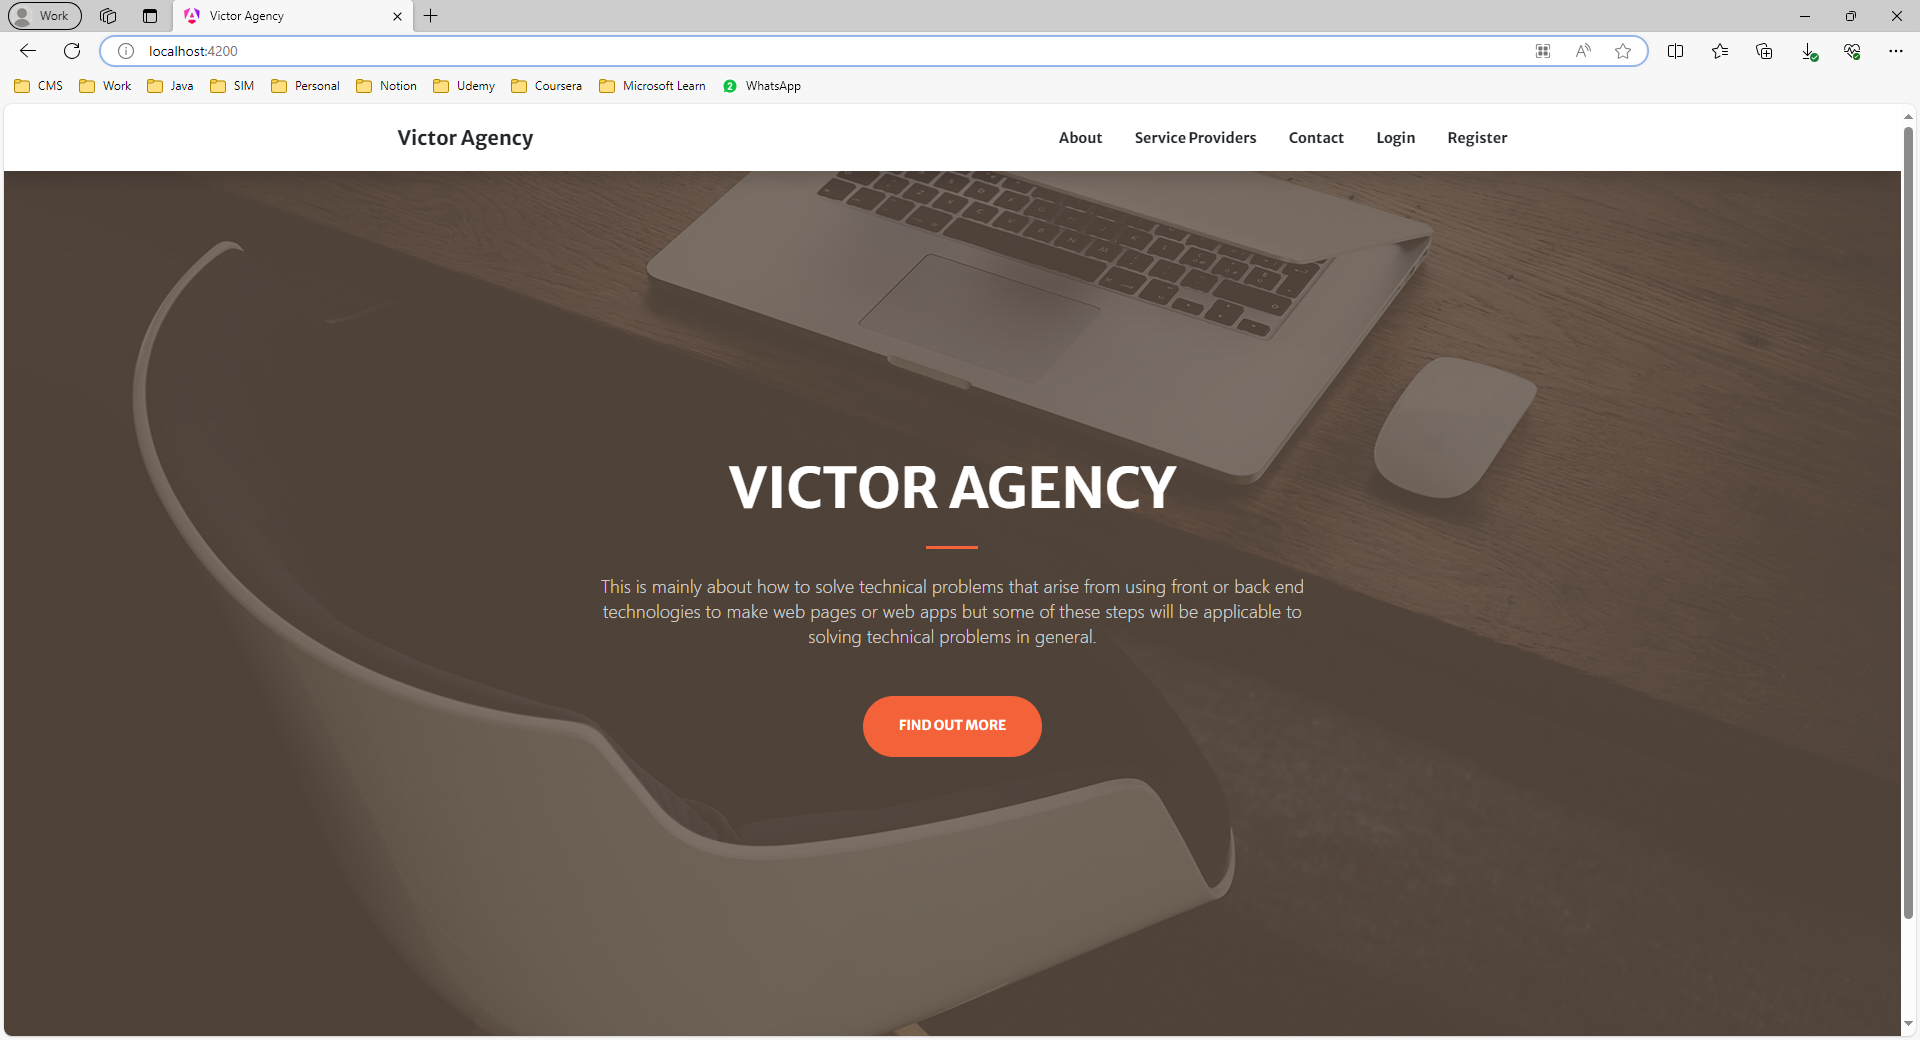 Work
Victor Agency
localhost:4200
CMS Work Java SIM Personal Notion Udemy Coursera Microsoft Learn 2 WhatsApp
Victor Agency About Service Providers Contact Login Register
VICTOR AGENCY
This is mainly about how to solve technical problems that arise from using front or back end
technologies to make web pages or web apps but some of these steps will be applicable to
solving technical problems in general.
FIND OUT MORE